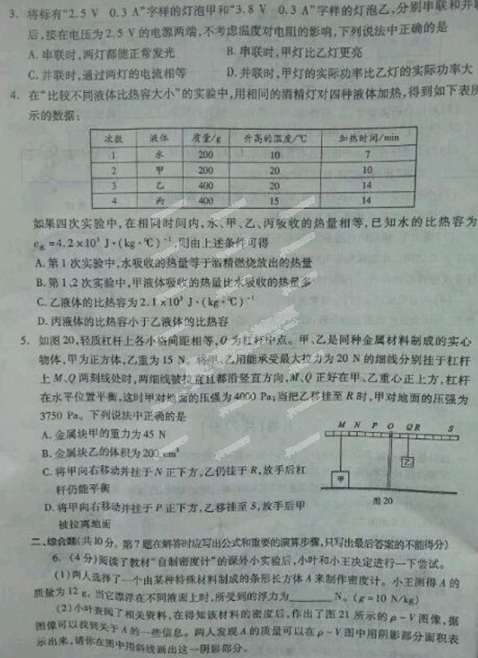 将标有"2.5 V 0.3 A"字样的灯泡甲和"3.8 V 0.3 A"字样的灯泡乙,分别串联和并联
后,接在电压为2.5 V的电源两端,不考虑温度对电阻的影响,下列说法中正确的是
A.串联时,两灯都能正常发光 B.串联时,甲灯比乙灯更亮
C.并联时,通过两灯的电流相等 D.并联时,甲灯的实际功率比乙灯的实际功率大
4. 在"比较不同液体比热容大小"的实验中,用相同的酒精灯对四种液体加热,得到如下表所
示的数据:
次数 液体 质量/g 升高的温度/℃ 加热时间/min
1 水 200 10 7
2 甲 200 20 10
3 乙 400 20 14
4 丙 400 15 14
如果四次实验中,在相同时间内,水、甲、乙、丙吸收的热量相等,已知水的比热容为
4.2×10³ J·(kg·℃)⁻¹,则由上述条件可得
A.第1次实验中,水吸收的热量等于酒精燃烧放出的热量
B.第1、2次实验中,甲液体吸收的热量比水吸收的热量多
C.乙液体的比热容为2.1×10³ J·(kg·℃)⁻¹
D.丙液体的比热容小于乙液体的比热容
5. 如图20,轻质杠杆上各小格间距相等,O为杠杆中点。甲、乙是同种金属材料制成的实心
物体,甲为正方体,乙重为15 N。将甲、乙用能承受最大拉力为20 N的细线分别挂于杠杆
上M、Q两刻线处时,两细线被拉直且都沿竖直方向,M、Q正好在甲、乙重心正上方,杠杆
在水平位置平衡,这时甲对地面的压强为4000 Pa;当把乙移挂至R时,甲对地面的压强为
3750 Pa。下列说法中正确的是
A.金属块甲的重力为45 N
B.金属块乙的体积为200 cm³
C.将甲向右移动并挂于N正下方,乙仍挂于R,放手后杠
杆仍能平衡
D.将甲向右移动并挂于P正下方,乙移挂至S,放手后甲
被拉离地面
M N P O Q R S
甲
乙
图20
二、综合题(共10分。第7题在解答时应写出公式和重要的演算步骤,只写出最后答案的不能得分)
6. (4分)阅读了教材"自制密度计"的课外小实验后,小叶和小王决定进行一下尝试。
(1)两人选择了一个由某种特殊材料制成的条形长方体A来制作密度计。小王测得A的
质量为12 g,当它漂浮在不同液面上时,所受到的浮力为______N。(g=10 N/kg)
(2)小叶查阅了相关资料,在得知该材料的密度后,作出了图21所示的ρ-V图像,据
图像可以找到关于A的一些信息。两人发现A的质量可以在ρ-V图中用阴影部分面积表
示出来,请你在图中用斜线画出这一阴影部分。